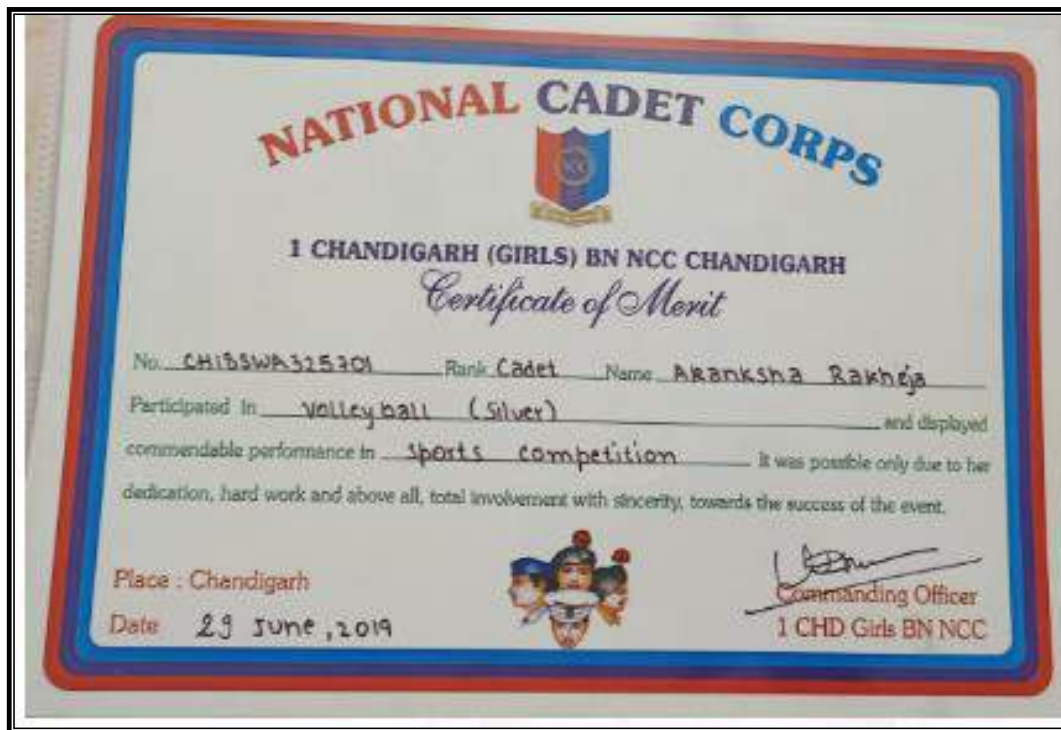 NATIONAL CADET CORPS
NCC
1 CHANDIGARH (GIRLS) BN NCC CHANDIGARH
Certificate of Merit
No. CHISSWA325701 Rank Cadet Name Akanksha Rakheja
Participated in Volleyball (Silver) and displayed
commendable performance in sports competition It was possible only due to her
dedication, hard work and above all, total involvement with sincerity, towards the success of the event.
Place : Chandigarh
Commanding Officer
Date 29 June, 2019
1 CHD Girls BN NCC